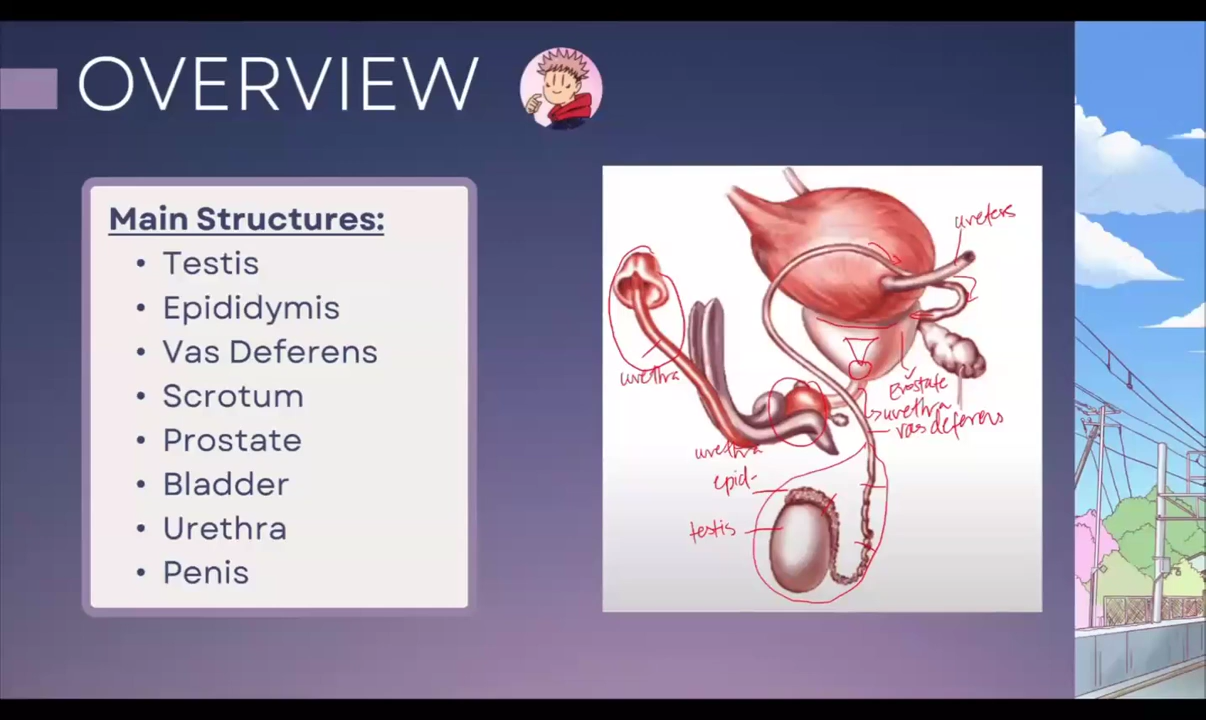 OVERVIEW
Main Structures:
• Testis
• Epididymis
• Vas Deferens
• Scrotum
• Prostate
• Bladder
• Urethra
• Penis
ureters
urethra
Prostate
urethra
vas deferens
urethra
epid-
testis